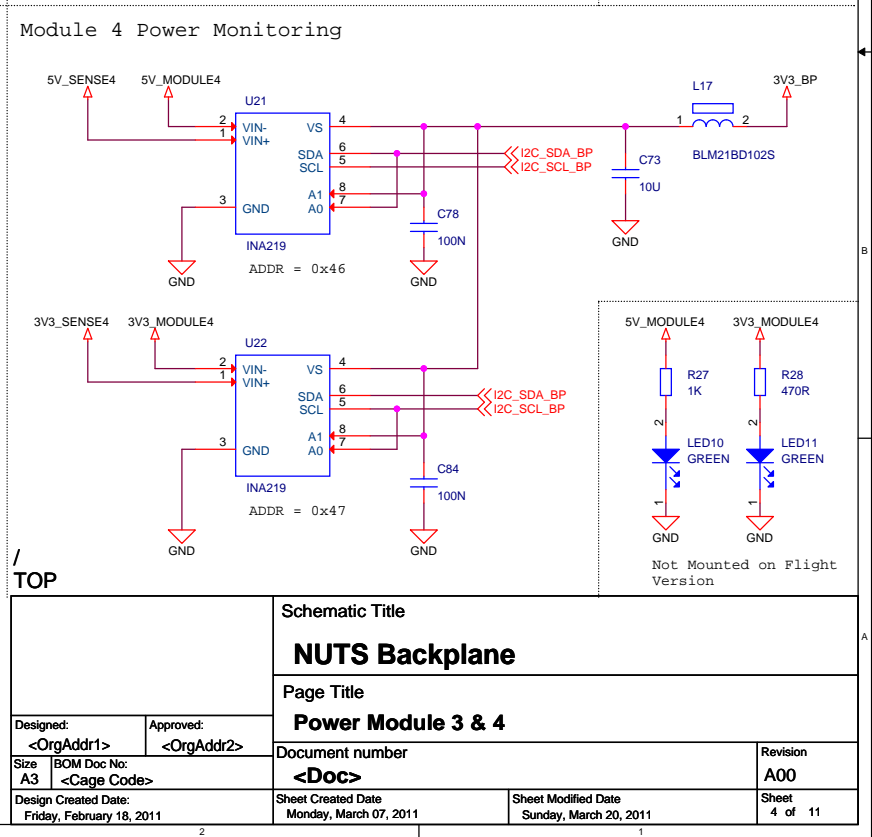 Module 4 Power Monitoring
5V_SENSE4 5V_MODULE4
U21
2 VIN- VS 4
1 VIN+
SDA 6 I2C_SDA_BP
SCL 5 I2C_SCL_BP
A1 8
3 GND A0 7
INA219
ADDR = 0x46
GND
C78
100N
GND
C73
10U
GND
L17
1 2
BLM21BD102S
3V3_BP
B
3V3_SENSE4 3V3_MODULE4
U22
2 VIN- VS 4
1 VIN+
SDA 6 I2C_SDA_BP
SCL 5 I2C_SCL_BP
A1 8
3 GND A0 7
INA219
ADDR = 0x47
GND
C84
100N
GND
5V_MODULE4 3V3_MODULE4
R27 R28
1K 470R
2 2
LED10 LED11
GREEN GREEN
1 1
GND GND
Not Mounted on Flight
Version
/
TOP
Schematic Title
NUTS Backplane
A
Page Title
Power Module 3 & 4
Designed: Approved:
<OrgAddr1> <OrgAddr2>
Document number Revision
<Doc> A00
Size BOM Doc No:
A3 <Cage Code>
Design Created Date: Sheet Created Date Sheet Modified Date Sheet
Friday, February 18, 2011 Monday, March 07, 2011 Sunday, March 20, 2011 4 of 11
2 1